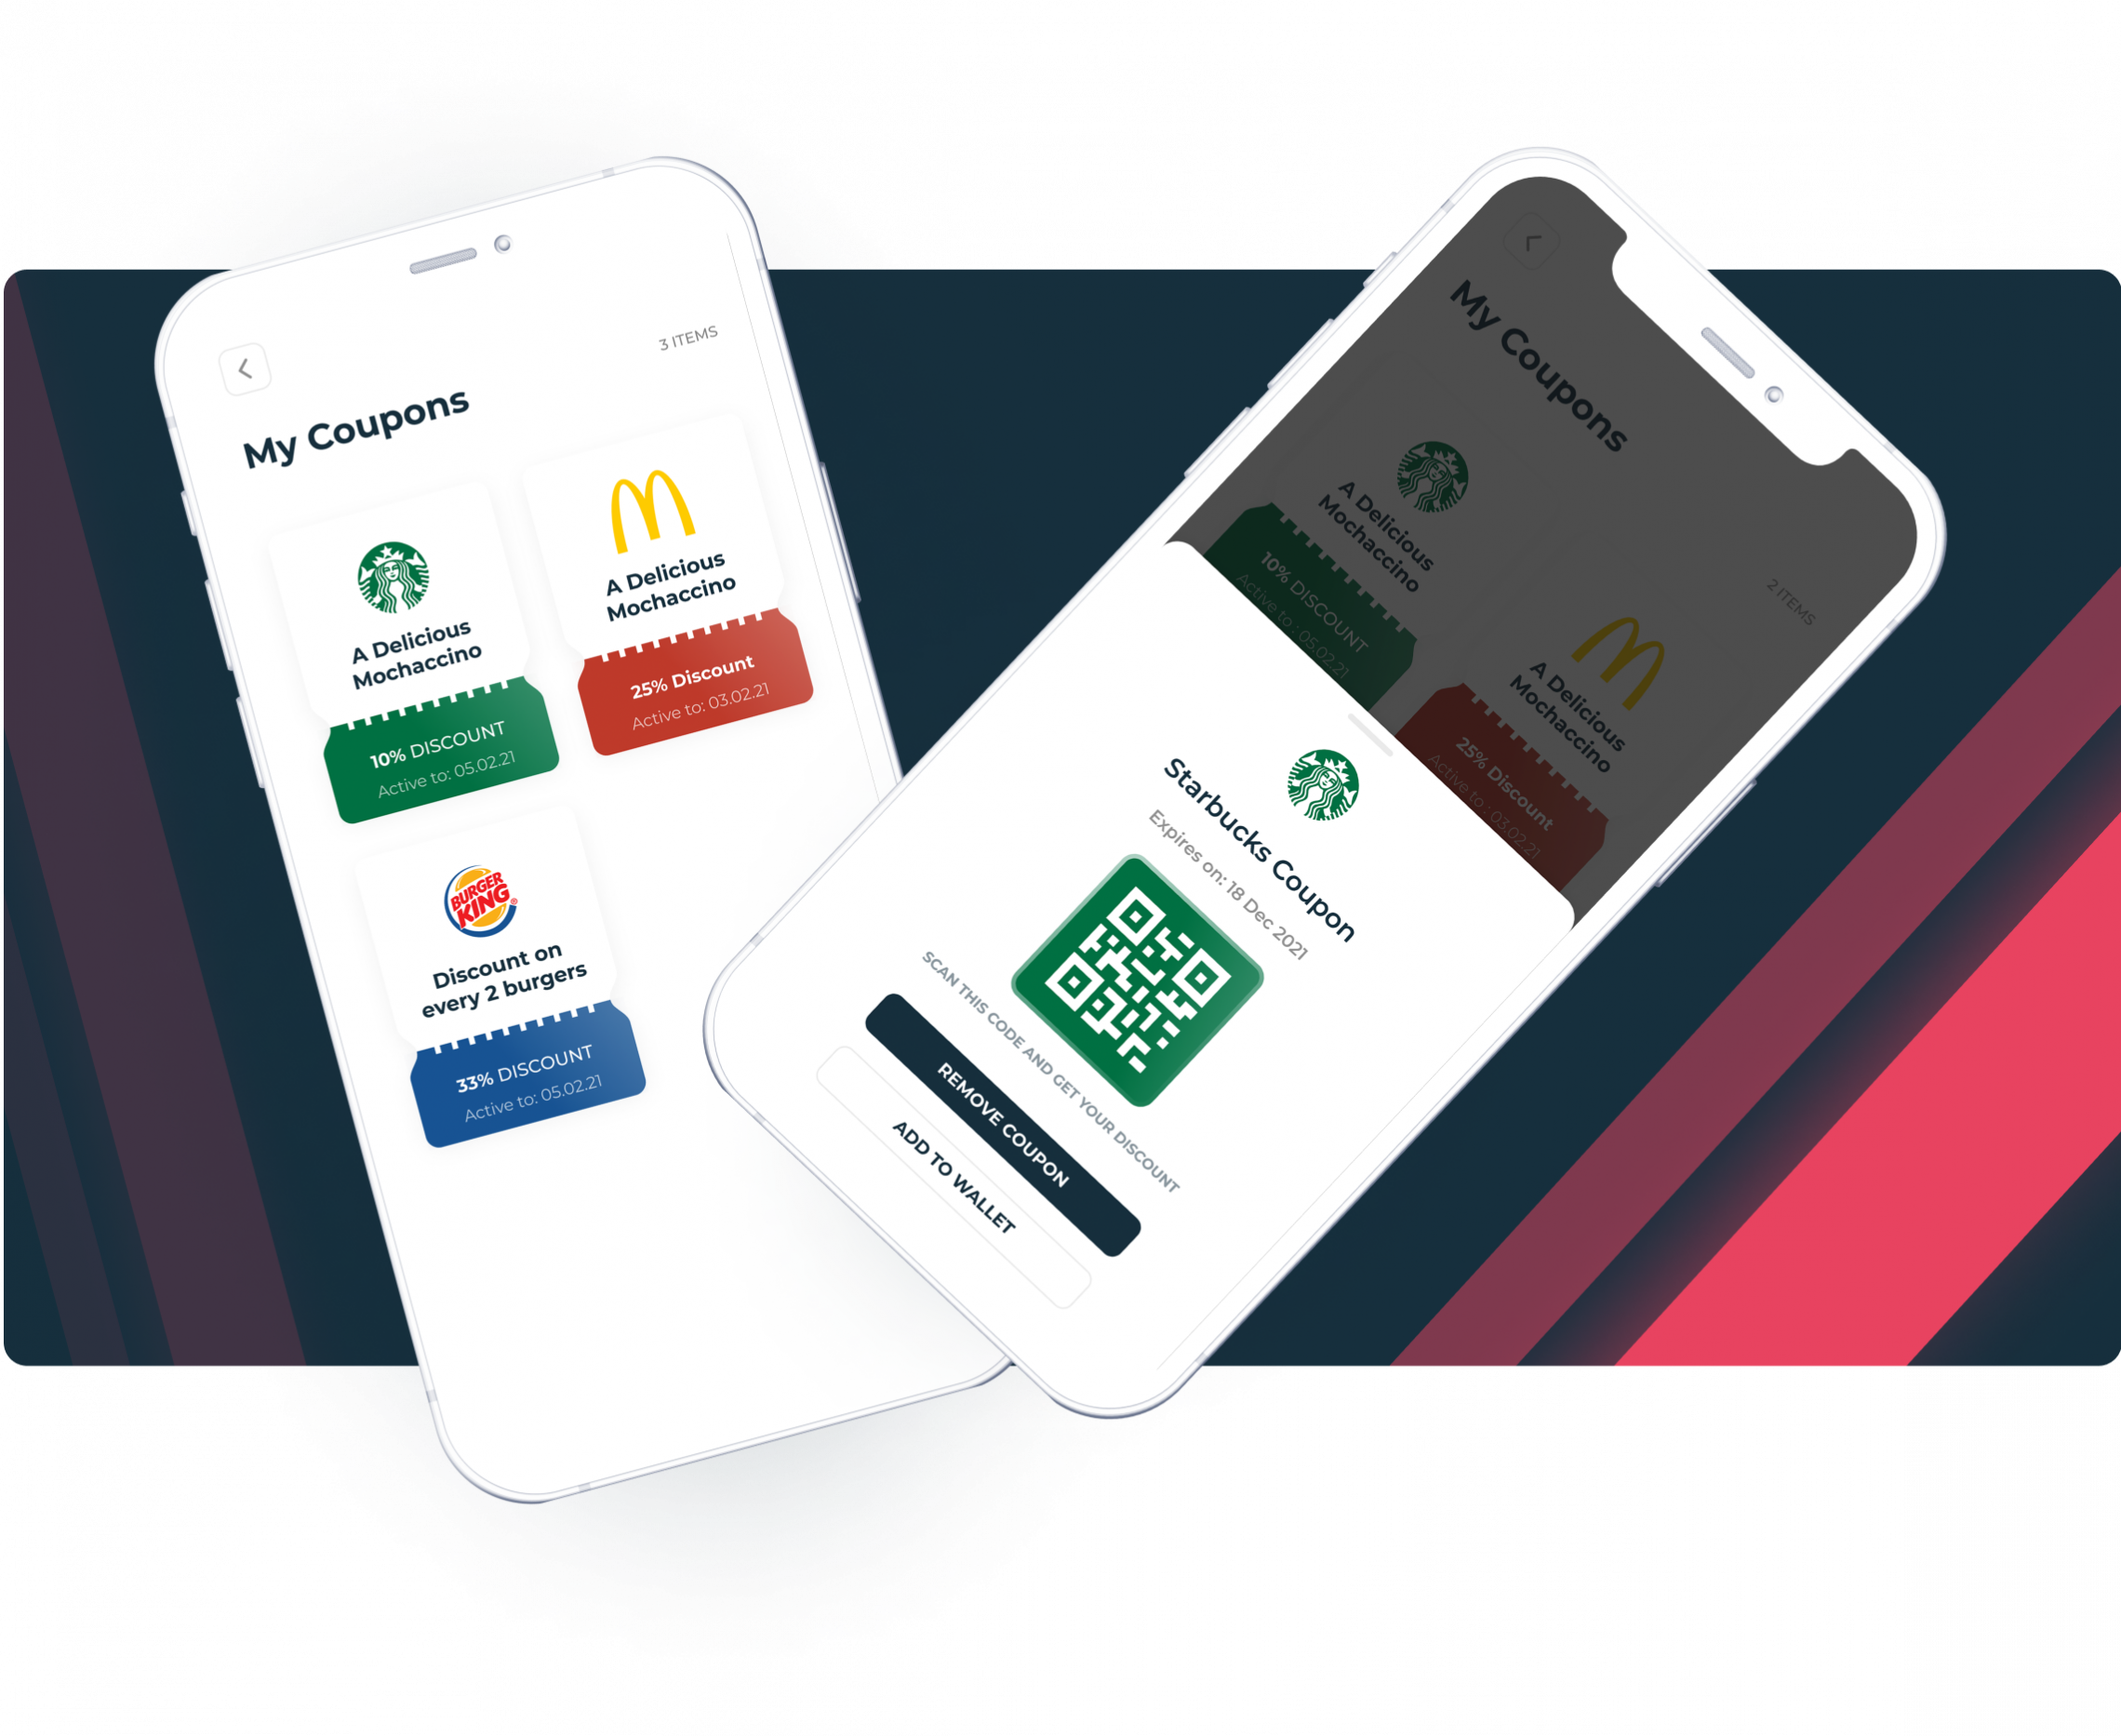 3 ITEMS
My Coupons
A Delicious
Mochaccino
10% DISCOUNT
Active to: 05.02.21
A Delicious
Mochaccino
25% Discount
Active to: 03.02.21
BURGER
KING®
Discount on
every 2 burgers
33% DISCOUNT
Active to: 05.02.21
My Coupons
2 ITEMS
A Delicious
Mochaccino
10% DISCOUNT
Active to : 05.02.21
A Delicious
Mochaccino
25% Discount
Active to : 03.02.21
Starbucks Coupon
Expires on: 18 Dec 2021
SCAN THIS CODE AND GET YOUR DISCOUNT
REMOVE COUPON
ADD TO WALLET